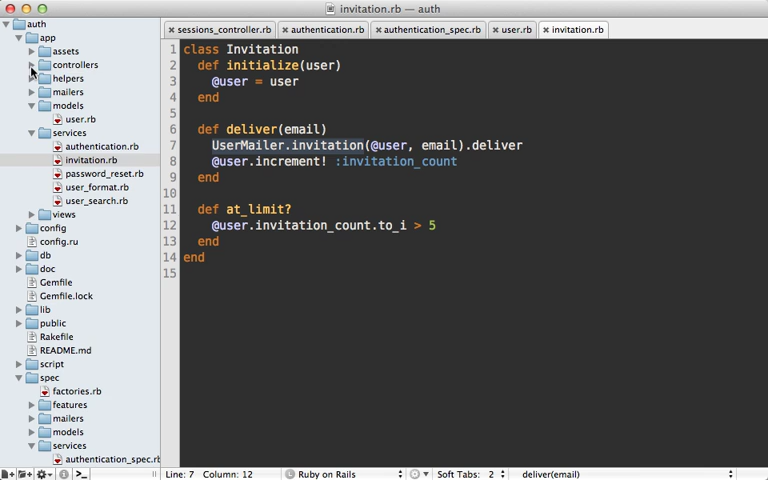 invitation.rb — auth
auth
app
assets
controllers
helpers
mailers
models
user.rb
services
authentication.rb
invitation.rb
password_reset.rb
user_format.rb
user_search.rb
views
config
config.ru
db
doc
Gemfile
Gemfile.lock
lib
public
Rakefile
README.md
script
spec
factories.rb
features
mailers
models
services
authentication_spec.rb
sessions_controller.rb authentication.rb authentication_spec.rb user.rb invitation.rb
1 class Invitation
2 def initialize(user)
3 @user = user
4 end
5
6 def deliver(email)
7 UserMailer.invitation(@user, email).deliver
8 @user.increment! :invitation_count
9 end
10
11 def at_limit?
12 @user.invitation_count.to_i > 5
13 end
14 end
15
Line: 7 Column: 12 Ruby on Rails Soft Tabs: 2 deliver(email)